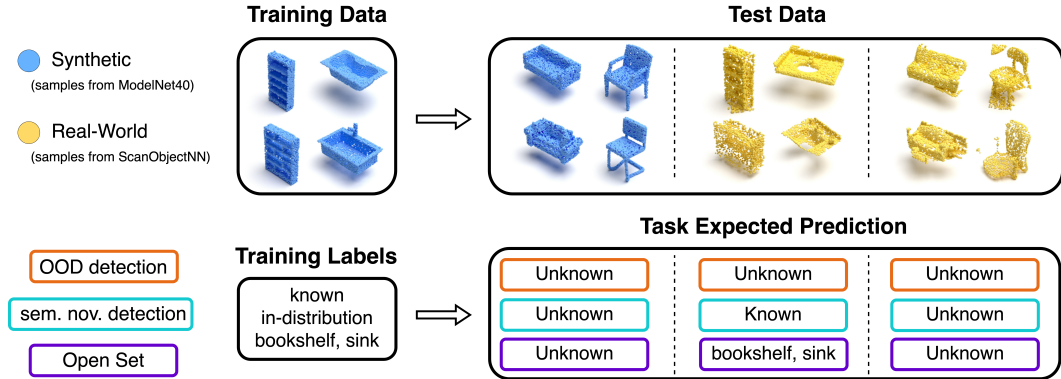 Training Data
Test Data
Synthetic
(samples from ModelNet40)
Real-World
(samples from ScanObjectNN)
Task Expected Prediction
Training Labels
OOD detection
sem. nov. detection
Open Set
known
in-distribution
bookshelf, sink
Unknown
Unknown
Unknown
Unknown
Known
Unknown
Unknown
bookshelf, sink
Unknown